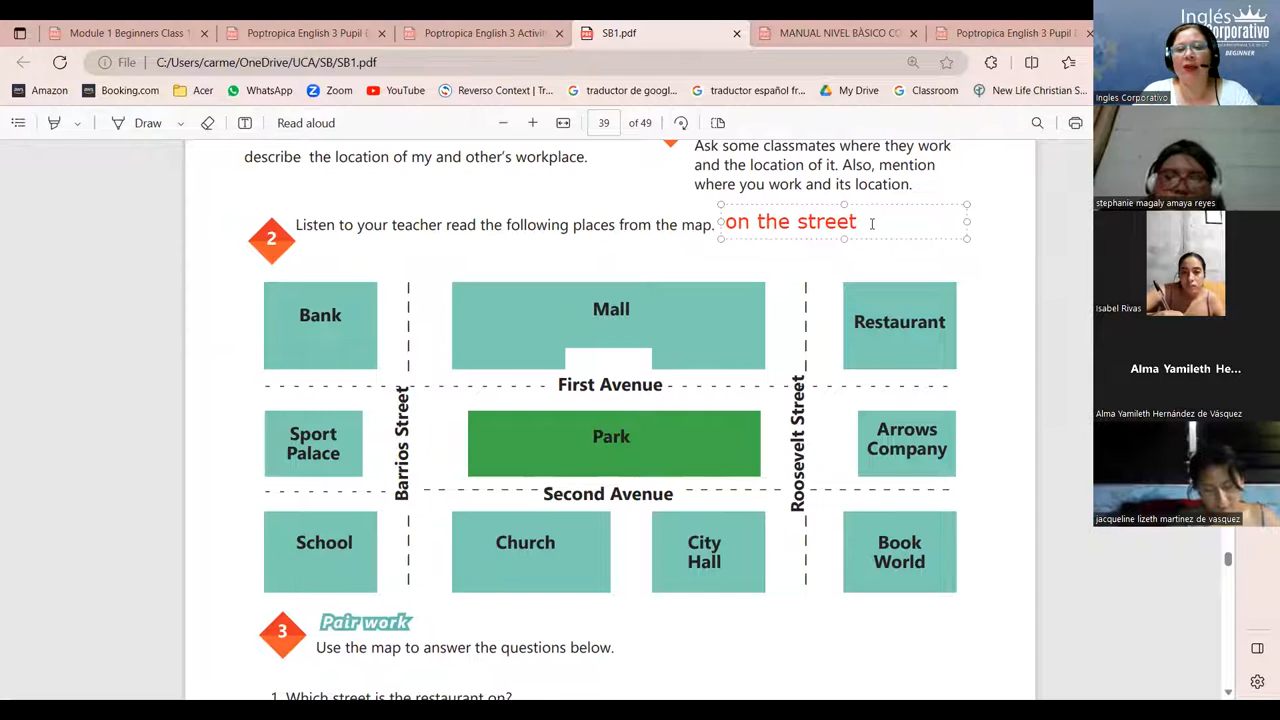 Module 1 Beginners Class 1
Poptropica English 3 Pupil B
Poptropica English 3 Activit
SB1.pdf
MANUAL NIVEL BÀSICO CO
Poptropica English 3 Pupil B
File
C:/Users/carme/OneDrive/UCA/SB/SB1.pdf
Amazon
Booking.com
Acer
WhatsApp
Zoom
YouTube
Reverso Context | Tr...
traductor de googl...
traductor español fr...
My Drive
Classroom
New Life Christian S...
Draw
Read aloud
39 of 49
describe the location of my and other's workplace.
Ask some classmates where they work
and the location of it. Also, mention
where you work and its location.
2
Listen to your teacher read the following places from the map.
on the street
Bank
Mall
Restaurant
First Avenue
Barrios Street
Roosevelt Street
Sport
Palace
Park
Arrows
Company
Second Avenue
School
Church
City
Hall
Book
World
3
Pair work
Use the map to answer the questions below.
1. Which street is the restaurant on?
Inglés
Corporativo
BEGINNER
Ingles Corporativo
stephanie magaly amaya reyes
Isabel Rivas
Alma Yamileth He...
Alma Yamileth Hernández de Vásquez
jacqueline lizeth martinez de vasquez